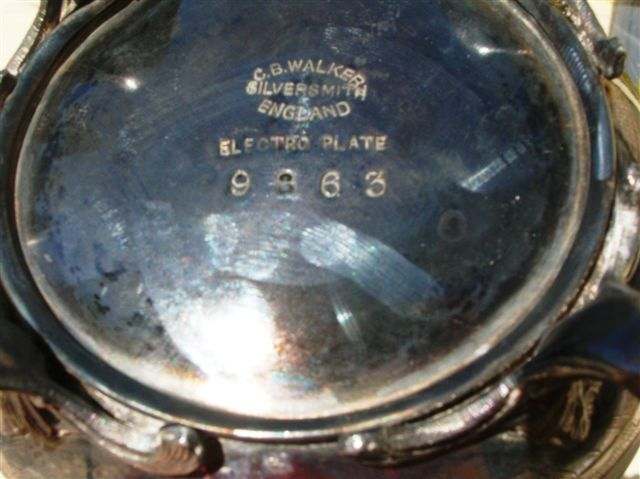 C.B.WALKER
SILVERSMITH
ENGLAND
ELECTRO PLATE
9863